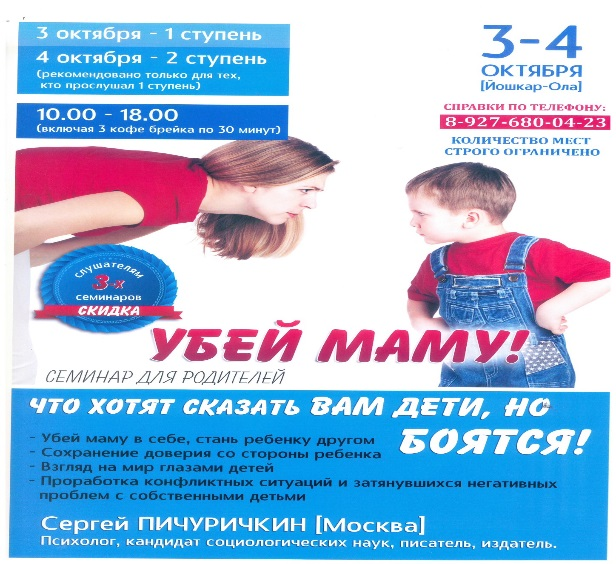 3 октября - 1 ступень
4 октября - 2 ступень
(рекомендовано только для тех,
кто прослушал 1 ступень)
10.00 - 18.00
(включая 3 кофе брейка по 30 минут)
3-4
ОКТЯБРЯ
[Йошкар-Ола]
СПРАВКИ ПО ТЕЛЕФОНУ:
8-927-680-04-23
КОЛИЧЕСТВО МЕСТ
СТРОГО ОГРАНИЧЕНО
слушателям
3-х
семинаров
СКИДКА
УБЕЙ МАМУ!
СЕМИНАР ДЛЯ РОДИТЕЛЕЙ
ЧТО ХОТЯТ СКАЗАТЬ ВАМ ДЕТИ, НО
БОЯТСЯ!
- Убей маму в себе, стань ребенку другом
- Сохранение доверия со стороны ребенка
- Взгляд на мир глазами детей
- Проработка конфликтных ситуаций и затянувшихся негативных
проблем с собственными детьми
Сергей ПИЧУРИЧКИН [Москва]
Психолог, кандидат социологических наук, писатель, издатель.